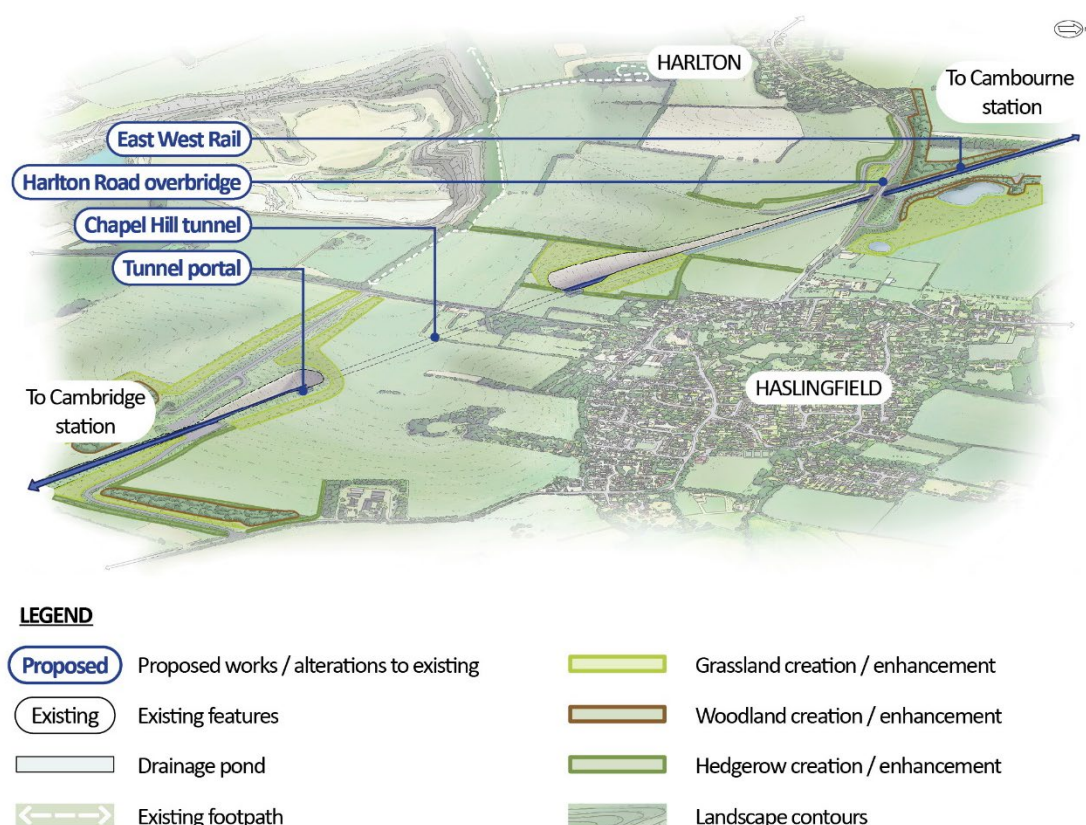 HARLTON
To Cambourne
station
East West Rail
Harlton Road overbridge
Chapel Hill tunnel
Tunnel portal
To Cambridge
station
HASLINGFIELD
LEGEND
Proposed
Proposed works / alterations to existing
Existing
Existing features
Drainage pond
Existing footpath
Grassland creation / enhancement
Woodland creation / enhancement
Hedgerow creation / enhancement
Landscape contours